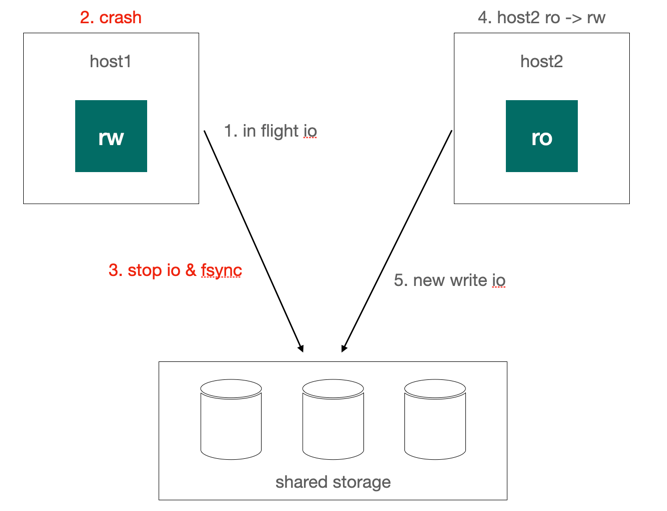 2. crash
4. host2 ro -> rw
host1
host2
rw
ro
1. in flight io
3. stop io & fsync
5. new write io
shared storage